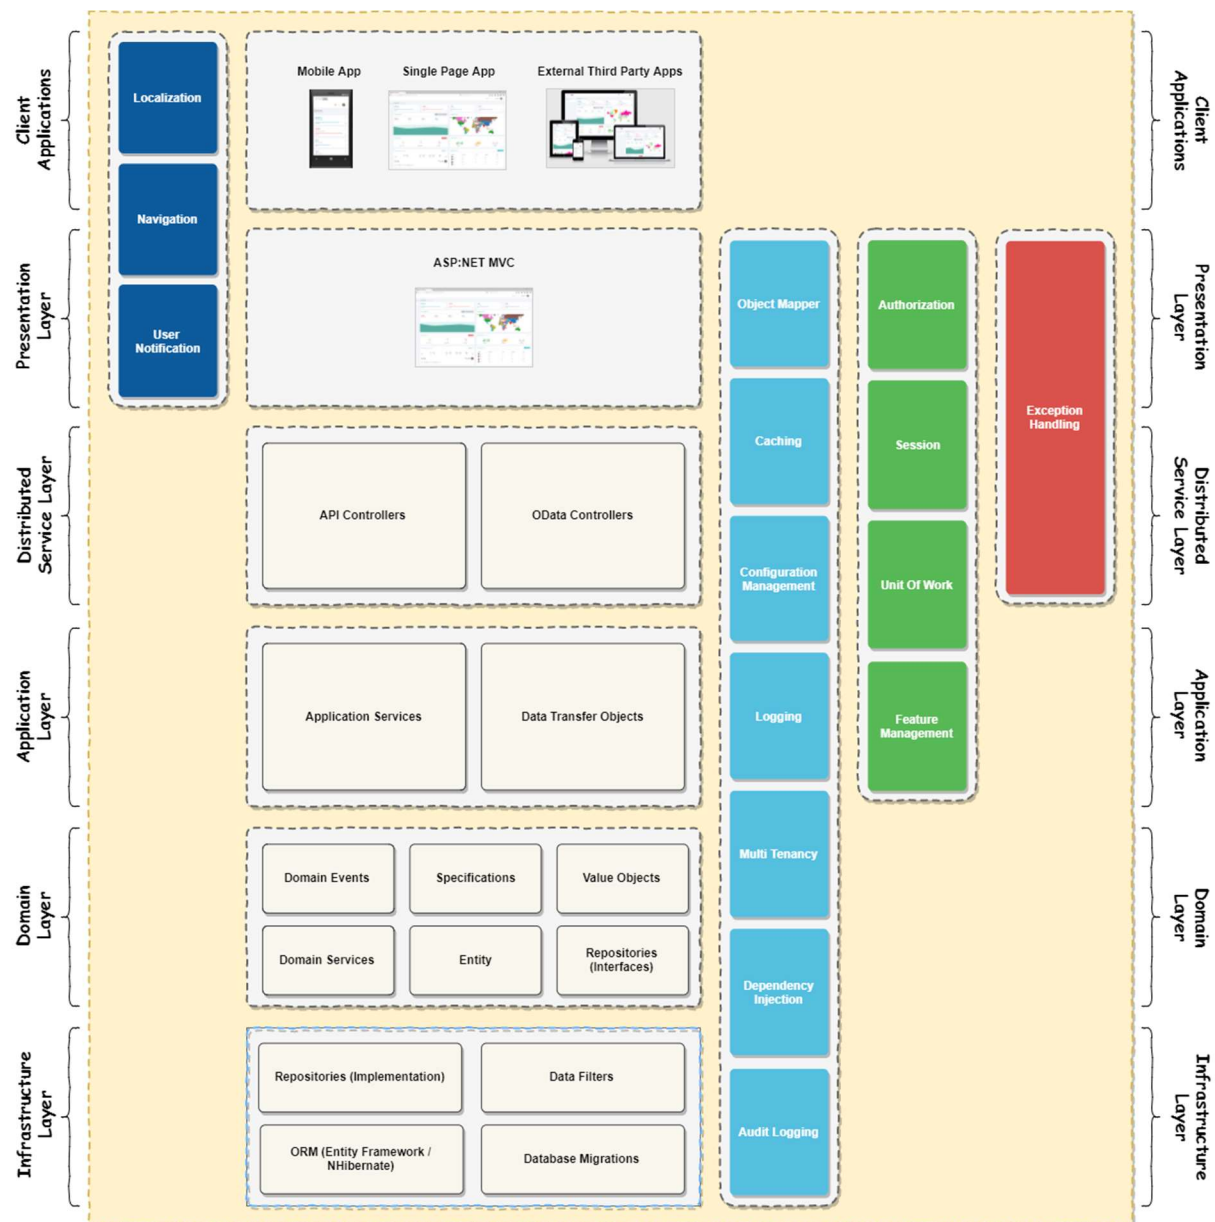 Client
Applications
Localization
Navigation
User
Notification
Mobile App
Single Page App
External Third Party Apps
Client
Applications
Presentation
Layer
ASP:NET MVC
Object Mapper
Caching
Configuration
Management
Logging
Multi Tenancy
Dependency
Injection
Audit Logging
Authorization
Session
Unit Of Work
Feature
Management
Exception
Handling
Presentation
Layer
Distributed
Service Layer
API Controllers
OData Controllers
Distributed
Service Layer
Application
Layer
Application Services
Data Transfer Objects
Application
Layer
Domain
Layer
Domain Events
Specifications
Value Objects
Domain Services
Entity
Repositories
(Interfaces)
Domain
Layer
Infrastructure
Layer
Repositories (Implementation)
Data Filters
ORM (Entity Framework /
NHibernate)
Database Migrations
Infrastructure
Layer